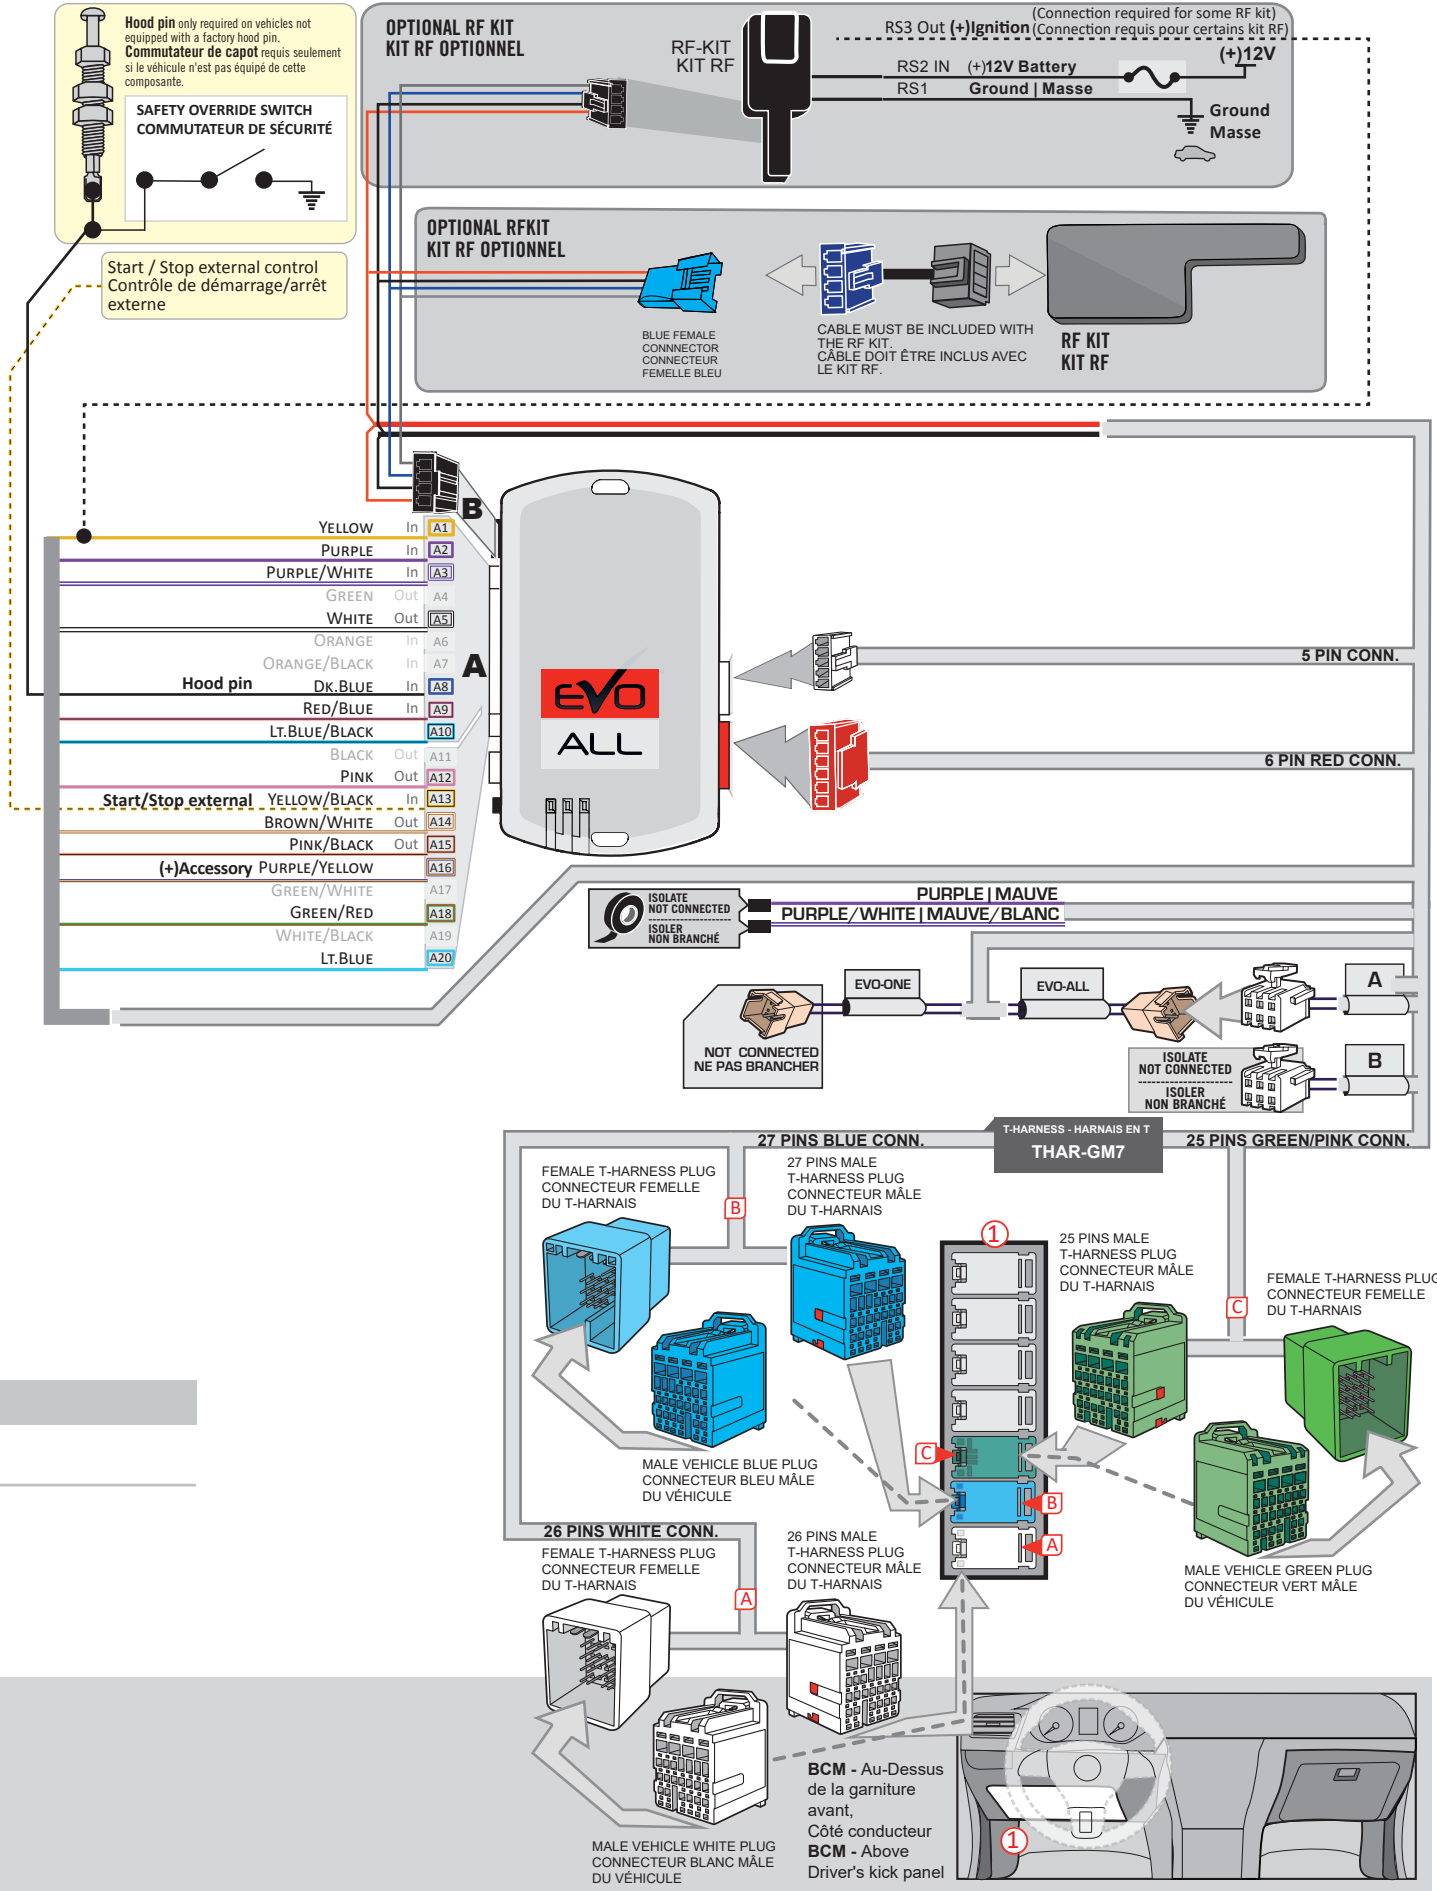 Hood pin only required on vehicles not
equipped with a factory hood pin.
Commutateur de capot requis seulement
si le véhicule n'est pas équipé de cette
composante.
SAFETY OVERRIDE SWITCH
COMMUTATEUR DE SÉCURITÉ
Start / Stop external control
Contrôle de démarrage/arrêt
externe
OPTIONAL RF KIT
KIT RF OPTIONNEL
RF-KIT
KIT RF
(Connection required for some RF kit)
RS3 Out (+)Ignition (Connection requis pour certains kit RF)
(+)12V
RS2 IN (+)12V Battery
RS1 Ground | Masse
Ground
Masse
OPTIONAL RFKIT
KIT RF OPTIONNEL
BLUE FEMALE
CONNNECTOR
CONNECTEUR
FEMELLE BLEU
CABLE MUST BE INCLUDED WITH
THE RF KIT.
CÂBLE DOIT ÊTRE INCLUS AVEC
LE KIT RF.
RF KIT
KIT RF
B
A
YELLOW In A1
PURPLE In A2
PURPLE/WHITE In A3
GREEN Out A4
WHITE Out A5
ORANGE In A6
ORANGE/BLACK In A7
Hood pin DK.BLUE In A8
RED/BLUE In A9
LT.BLUE/BLACK A10
BLACK Out A11
PINK Out A12
Start/Stop external YELLOW/BLACK In A13
BROWN/WHITE Out A14
PINK/BLACK Out A15
(+)Accessory PURPLE/YELLOW A16
GREEN/WHITE A17
GREEN/RED A18
WHITE/BLACK A19
LT.BLUE A20
EVO
ALL
5 PIN CONN.
6 PIN RED CONN.
ISOLATE
NOT CONNECTED
ISOLER
NON BRANCHÉ
PURPLE | MAUVE
PURPLE/WHITE | MAUVE/BLANC
EVO-ONE
EVO-ALL
A
NOT CONNECTED
NE PAS BRANCHER
ISOLATE
NOT CONNECTED
ISOLER
NON BRANCHÉ
B
T-HARNESS - HARNAIS EN T
THAR-GM7
27 PINS BLUE CONN.
25 PINS GREEN/PINK CONN.
FEMALE T-HARNESS PLUG
CONNECTEUR FEMELLE
DU T-HARNAIS
B
27 PINS MALE
T-HARNESS PLUG
CONNECTEUR MÂLE
DU T-HARNAIS
1
25 PINS MALE
T-HARNESS PLUG
CONNECTEUR MÂLE
DU T-HARNAIS
C
FEMALE T-HARNESS PLUG
CONNECTEUR FEMELLE
DU T-HARNAIS
MALE VEHICLE BLUE PLUG
CONNECTEUR BLEU MÂLE
DU VÉHICULE
C
B
A
MALE VEHICLE GREEN PLUG
CONNECTEUR VERT MÂLE
DU VÉHICULE
26 PINS WHITE CONN.
FEMALE T-HARNESS PLUG
CONNECTEUR FEMELLE
DU T-HARNAIS
A
26 PINS MALE
T-HARNESS PLUG
CONNECTEUR MÂLE
DU T-HARNAIS
MALE VEHICLE WHITE PLUG
CONNECTEUR BLANC MÂLE
DU VÉHICULE
BCM - Au-Dessus
de la garniture
avant,
Côté conducteur
BCM - Above
Driver's kick panel
1